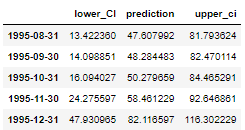 lower_CI prediction upper_ci
1995-08-31 13.422360 47.607992 81.793624
1995-09-30 14.098851 48.284483 82.470114
1995-10-31 16.094027 50.279659 84.465291
1995-11-30 24.275597 58.461229 92.646861
1995-12-31 47.930965 82.116597 116.302229